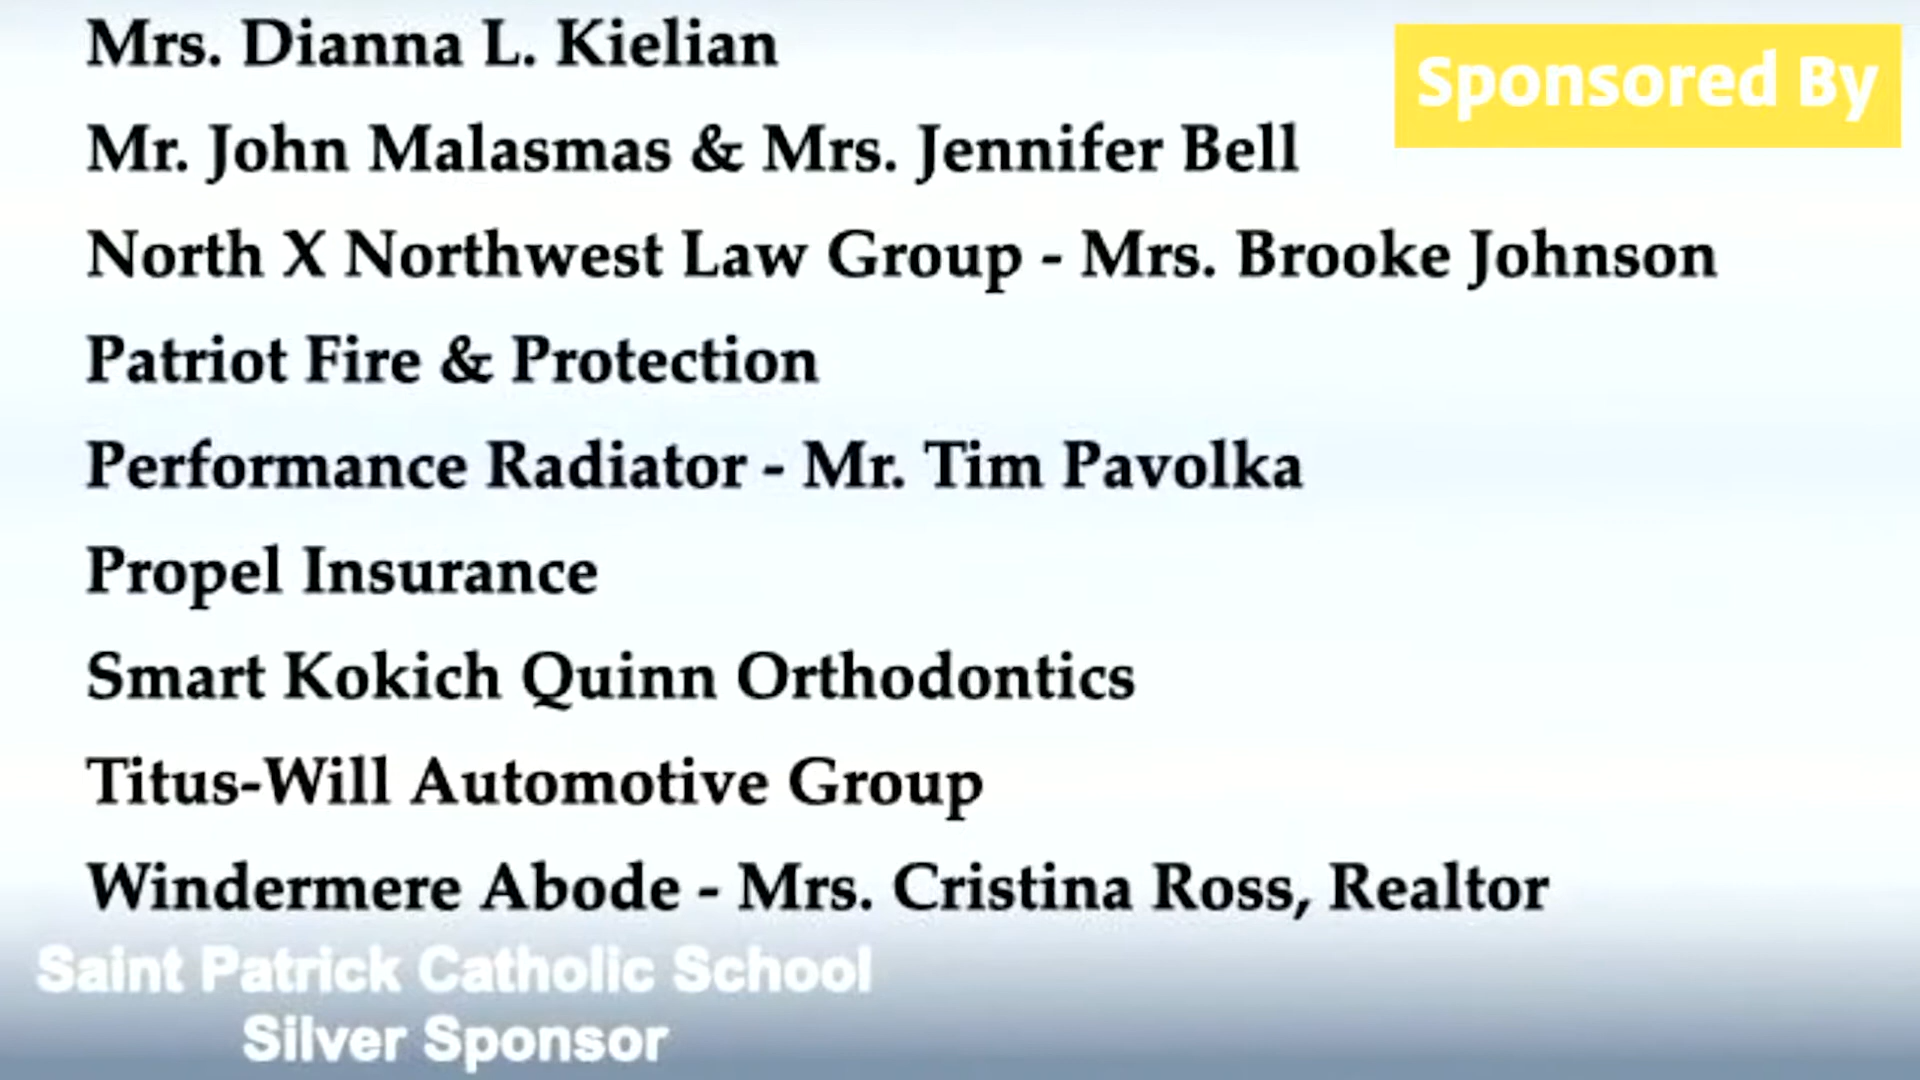 Mrs. Dianna L. Kielian
Sponsored By
Mr. John Malasmas & Mrs. Jennifer Bell
North X Northwest Law Group - Mrs. Brooke Johnson
Patriot Fire & Protection
Performance Radiator - Mr. Tim Pavolka
Propel Insurance
Smart Kokich Quinn Orthodontics
Titus-Will Automotive Group
Windermere Abode - Mrs. Cristina Ross, Realtor
Saint Patrick Catholic School
Silver Sponsor